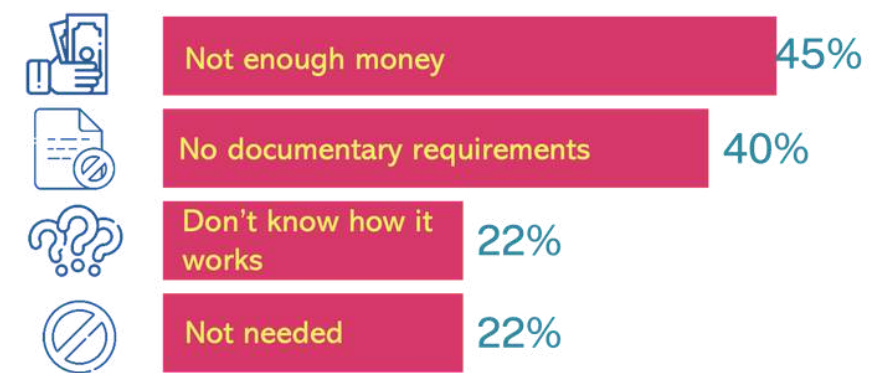 Not enough money
45%
No documentary requirements
40%
Don't know how it
works
22%
Not needed
22%